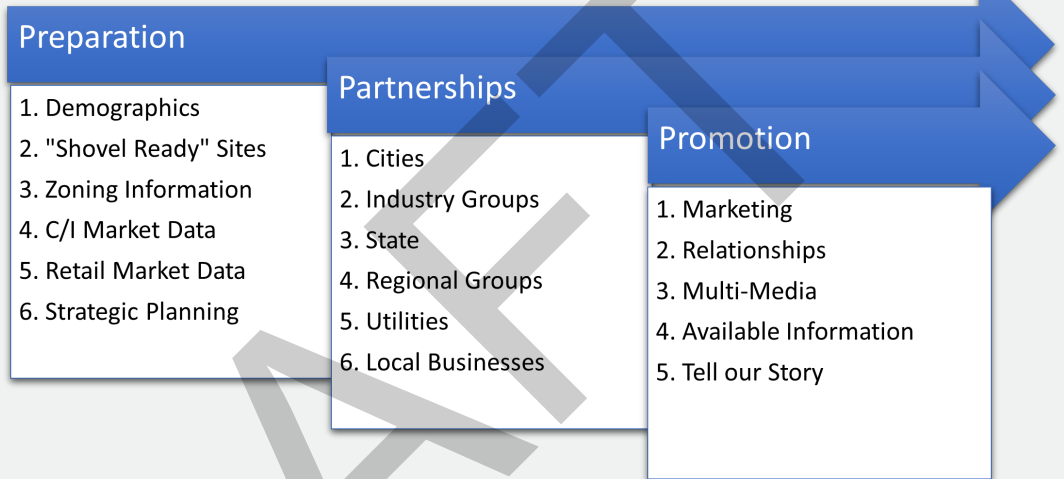 Preparation
1. Demographics
2. "Shovel Ready" Sites
3. Zoning Information
4. C/I Market Data
5. Retail Market Data
6. Strategic Planning
Partnerships
1. Cities
2. Industry Groups
3. State
4. Regional Groups
5. Utilities
6. Local Businesses
Promotion
1. Marketing
2. Relationships
3. Multi-Media
4. Available Information
5. Tell our Story
AFT